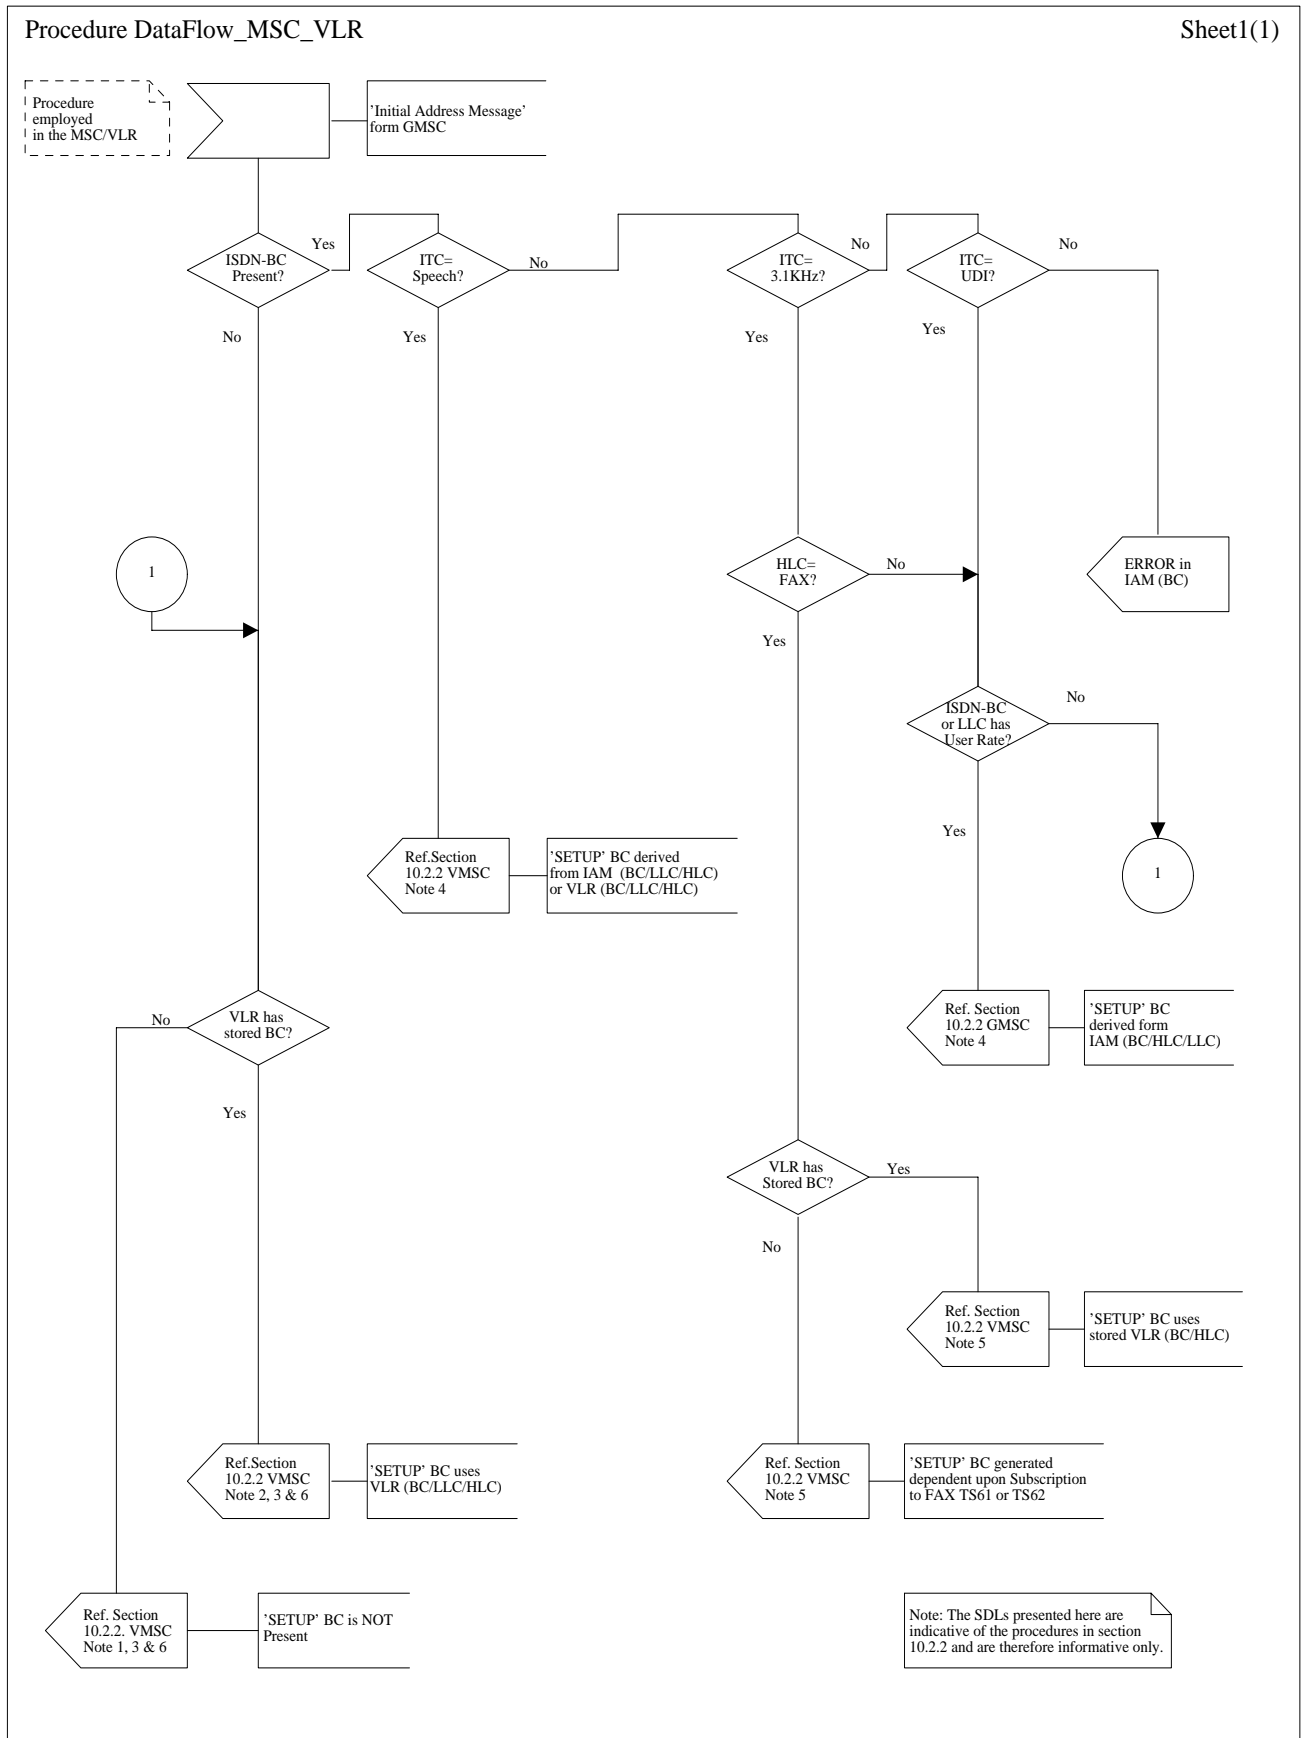 Procedure DataFlow_MSC_VLR
Sheet1(1)
Procedure
employed
in the MSC/VLR
'Initial Address Message'
form GMSC
ISDN-BC
Present?
Yes
No
ITC=
Speech?
No
Yes
ITC=
3.1KHz?
No
Yes
ITC=
UDI?
No
Yes
1
HLC=
FAX?
No
Yes
ERROR in
IAM (BC)
ISDN-BC
or LLC has
User Rate?
No
Yes
Ref.Section
10.2.2 VMSC
Note 4
'SETUP' BC derived
from IAM (BC/LLC/HLC)
or VLR (BC/LLC/HLC)
1
VLR has
stored BC?
No
Yes
Ref. Section
10.2.2 GMSC
Note 4
'SETUP' BC
derived form
IAM (BC/HLC/LLC)
VLR has
Stored BC?
Yes
No
Ref. Section
10.2.2 VMSC
Note 5
'SETUP' BC uses
stored VLR (BC/HLC)
Ref.Section
10.2.2 VMSC
Note 2, 3 & 6
'SETUP' BC uses
VLR (BC/LLC/HLC)
Ref. Section
10.2.2 VMSC
Note 5
'SETUP' BC generated
dependent upon Subscription
to FAX TS61 or TS62
Ref. Section
10.2.2. VMSC
Note 1, 3 & 6
'SETUP' BC is NOT
Present
Note: The SDLs presented here are
indicative of the procedures in section
10.2.2 and are therefore informative only.